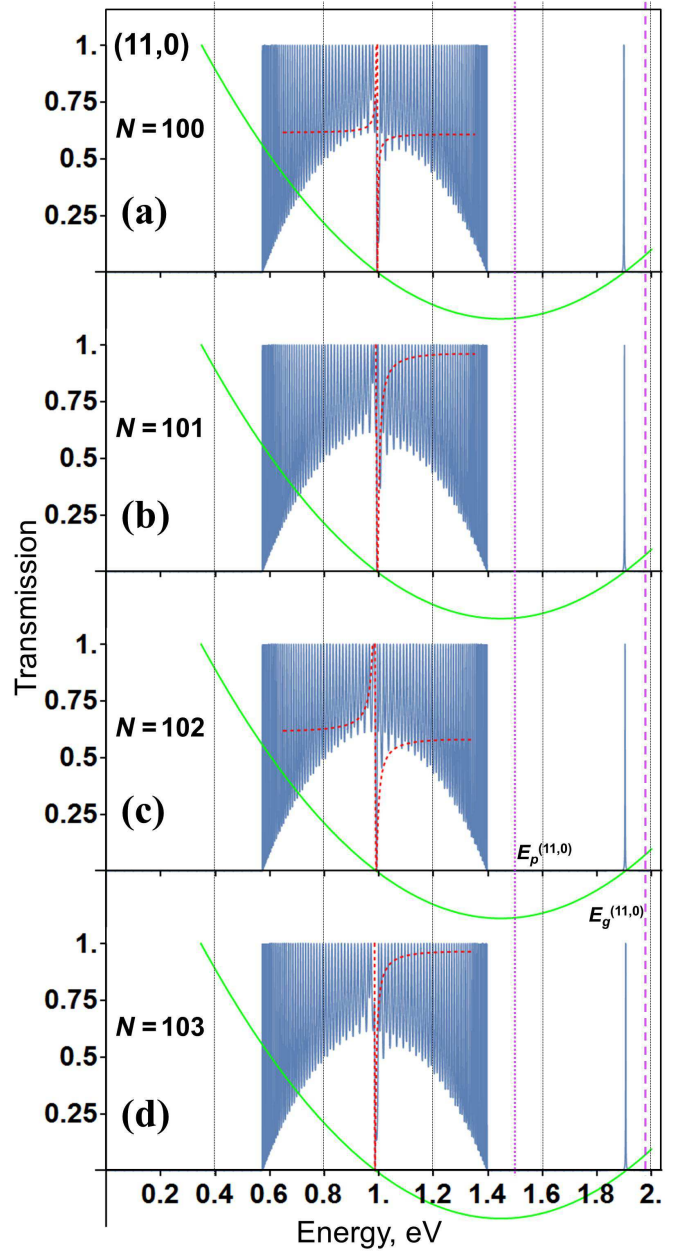 (11,0)
1.
0.75
N = 100
0.5
0.25
(a)
1.
0.75
N = 101
0.5
0.25
(b)
Transmission
1.
0.75
N = 102
0.5
0.25
(c)
Ep(11,0)
Eg(11,0)
1.
0.75
N = 103
0.5
0.25
(d)
0.2 0.4 0.6 0.8 1. 1.2 1.4 1.6 1.8 2.
Energy, eV